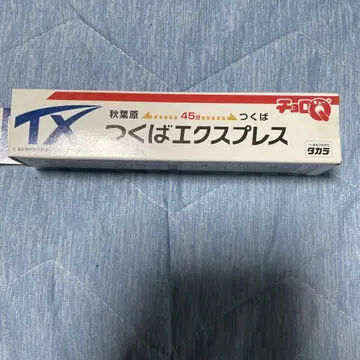 TX
秋葉原 45分 つくば
つくばエクスプレス
チョロQ
タカラ